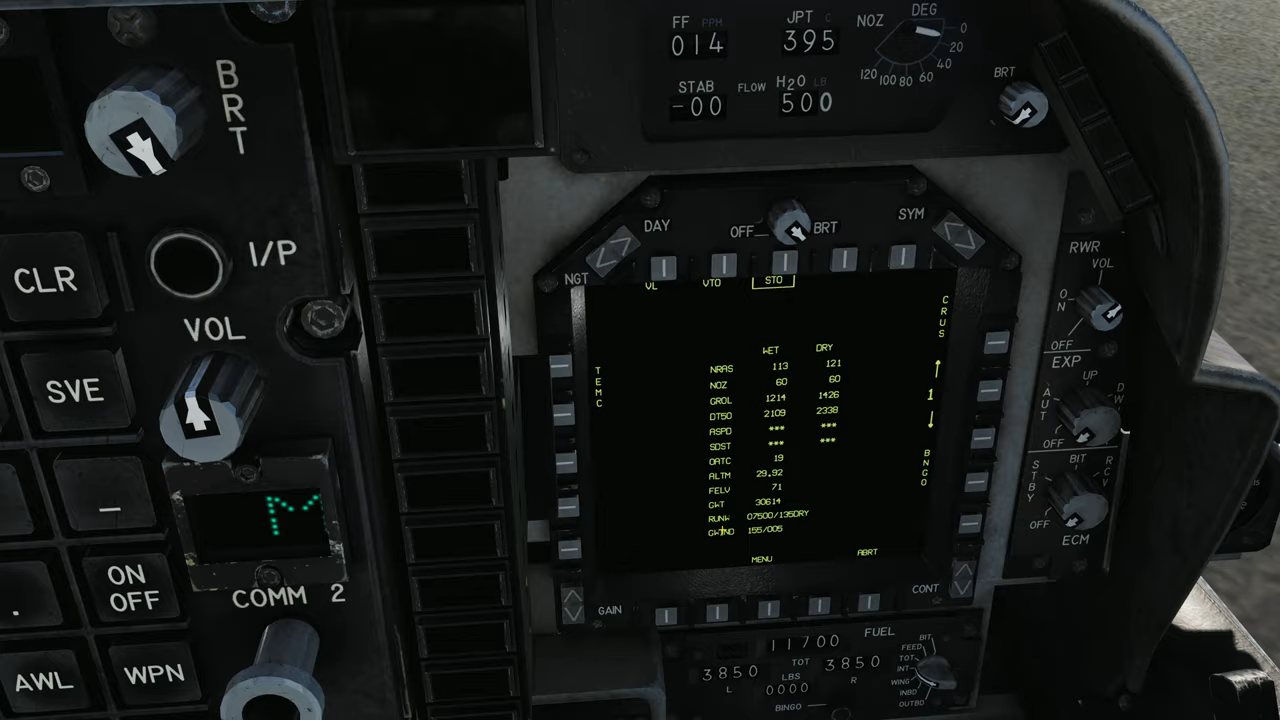 FF PPM
014
JPT C
395
NOZ
DEG
0
20
40
60
80
100
120
STAB
-00
FLOW
H2O LB
500
BRT
BRT
I/P
CLR
VOL
SVE
-
M
ON
OFF
.
COMM 2
AWL
WPN
DAY
OFF
BRT
SYM
NGT
VL VTO STO
CRUS
TEMC
1
BNGO
WET DRY
NRAS 113 121
NOZ 60 60
GROL 1214 1426
DT50 2109 2338
ASPD *** ***
SDST *** ***
OATC 19
ALTM 29.92
FELV 71
GWT 30614
RUNW 07500/135DRY
GWIND 155/005
MENU ABRT
GAIN
CONT
RWR
VOL
ON
OFF
EXP
UP
AUT
DW
OFF
BIT
STBY
RCV
OFF
ECM
11700
FUEL
3850 L
TOT
LBS
3850 R
0000
BINGO
BIT
FEED
TOT
INT
WING
INBD
OUTBD